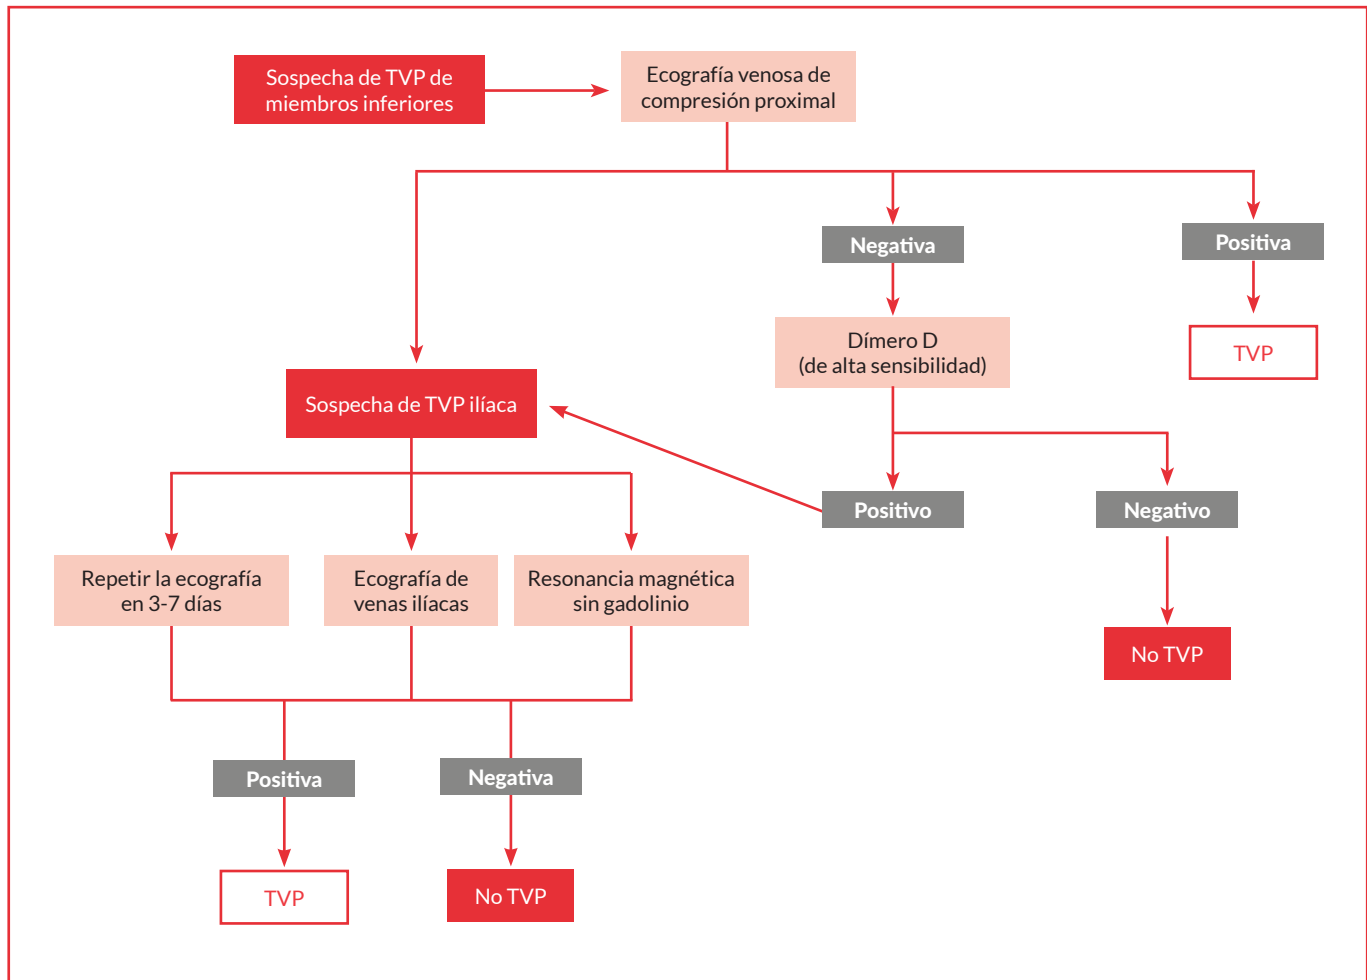 Sospecha de TVP de
miembros inferiores
Ecografía venosa de
compresión proximal
Negativa
Positiva
Dímero D
(de alta sensibilidad)
TVP
Sospecha de TVP ilíaca
Positivo
Negativo
Repetir la ecografía
en 3-7 días
Ecografía de
venas ilíacas
Resonancia magnética
sin gadolinio
No TVP
Positiva
Negativa
TVP
No TVP